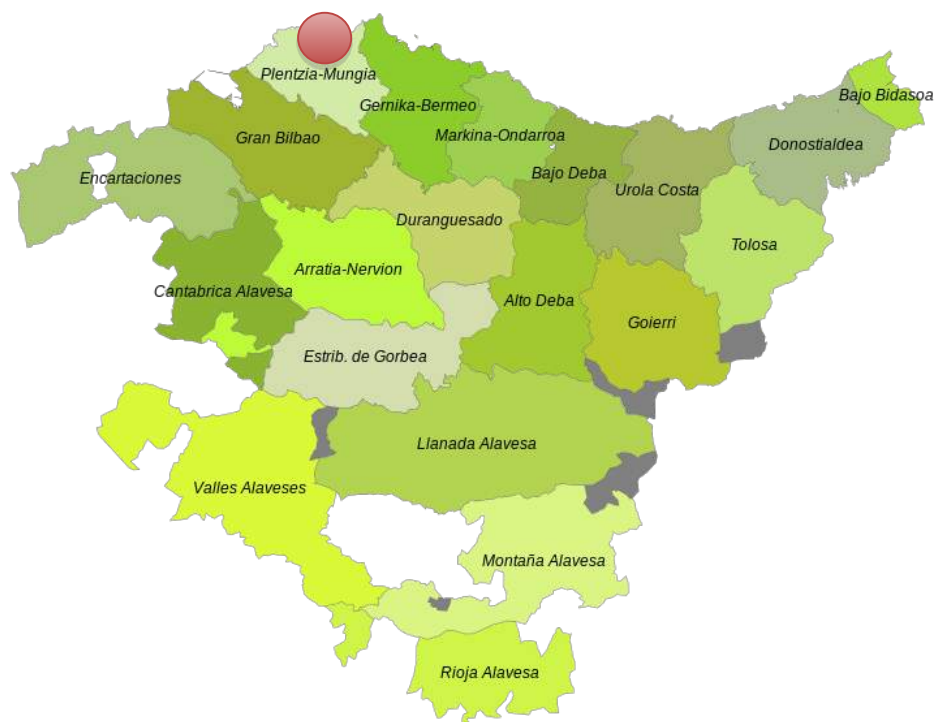 Plentzia-Mungia
Bajo Bidasoa
Gernika-Bermeo
Gran Bilbao
Markina-Ondarroa
Donostialdea
Encartaciones
Bajo Deba
Urola Costa
Duranguesado
Tolosa
Arratia-Nervion
Cantabrica Alavesa
Alto Deba
Goierri
Estrib. de Gorbea
Llanada Alavesa
Valles Alaveses
Montaña Alavesa
Rioja Alavesa